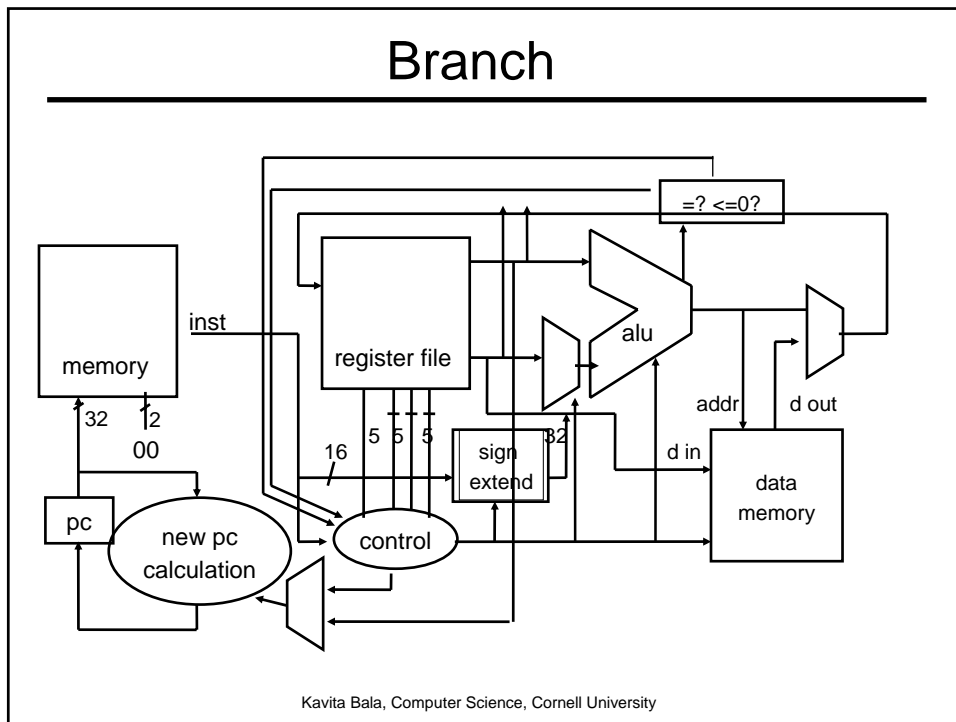 Branch
=? <=0?
inst
memory
register file
alu
addr
d out
32
2
00
5
5
5
32
16
sign
extend
d in
data
memory
pc
new pc
calculation
control
Kavita Bala, Computer Science, Cornell University